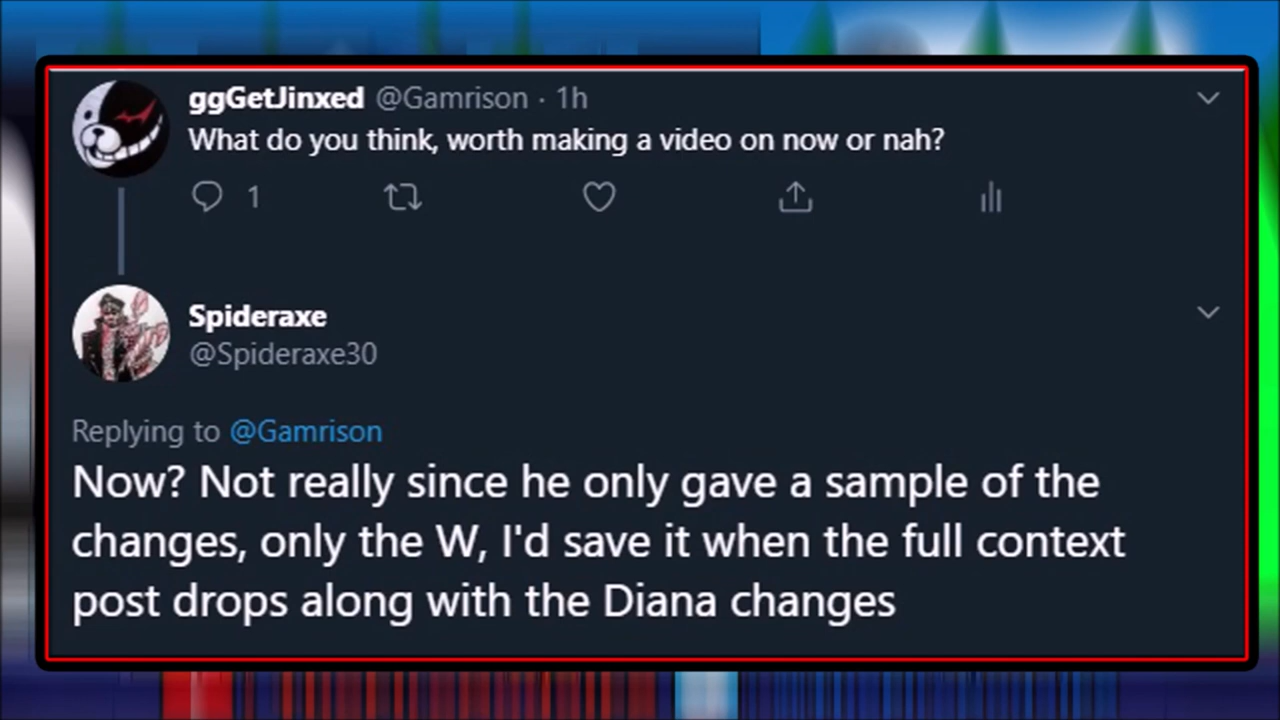 ggGetJinxed @Gamrison · 1h
What do you think, worth making a video on now or nah?
1
Spideraxe
@Spideraxe30
Replying to @Gamrison
Now? Not really since he only gave a sample of the
changes, only the W, I'd save it when the full context
post drops along with the Diana changes